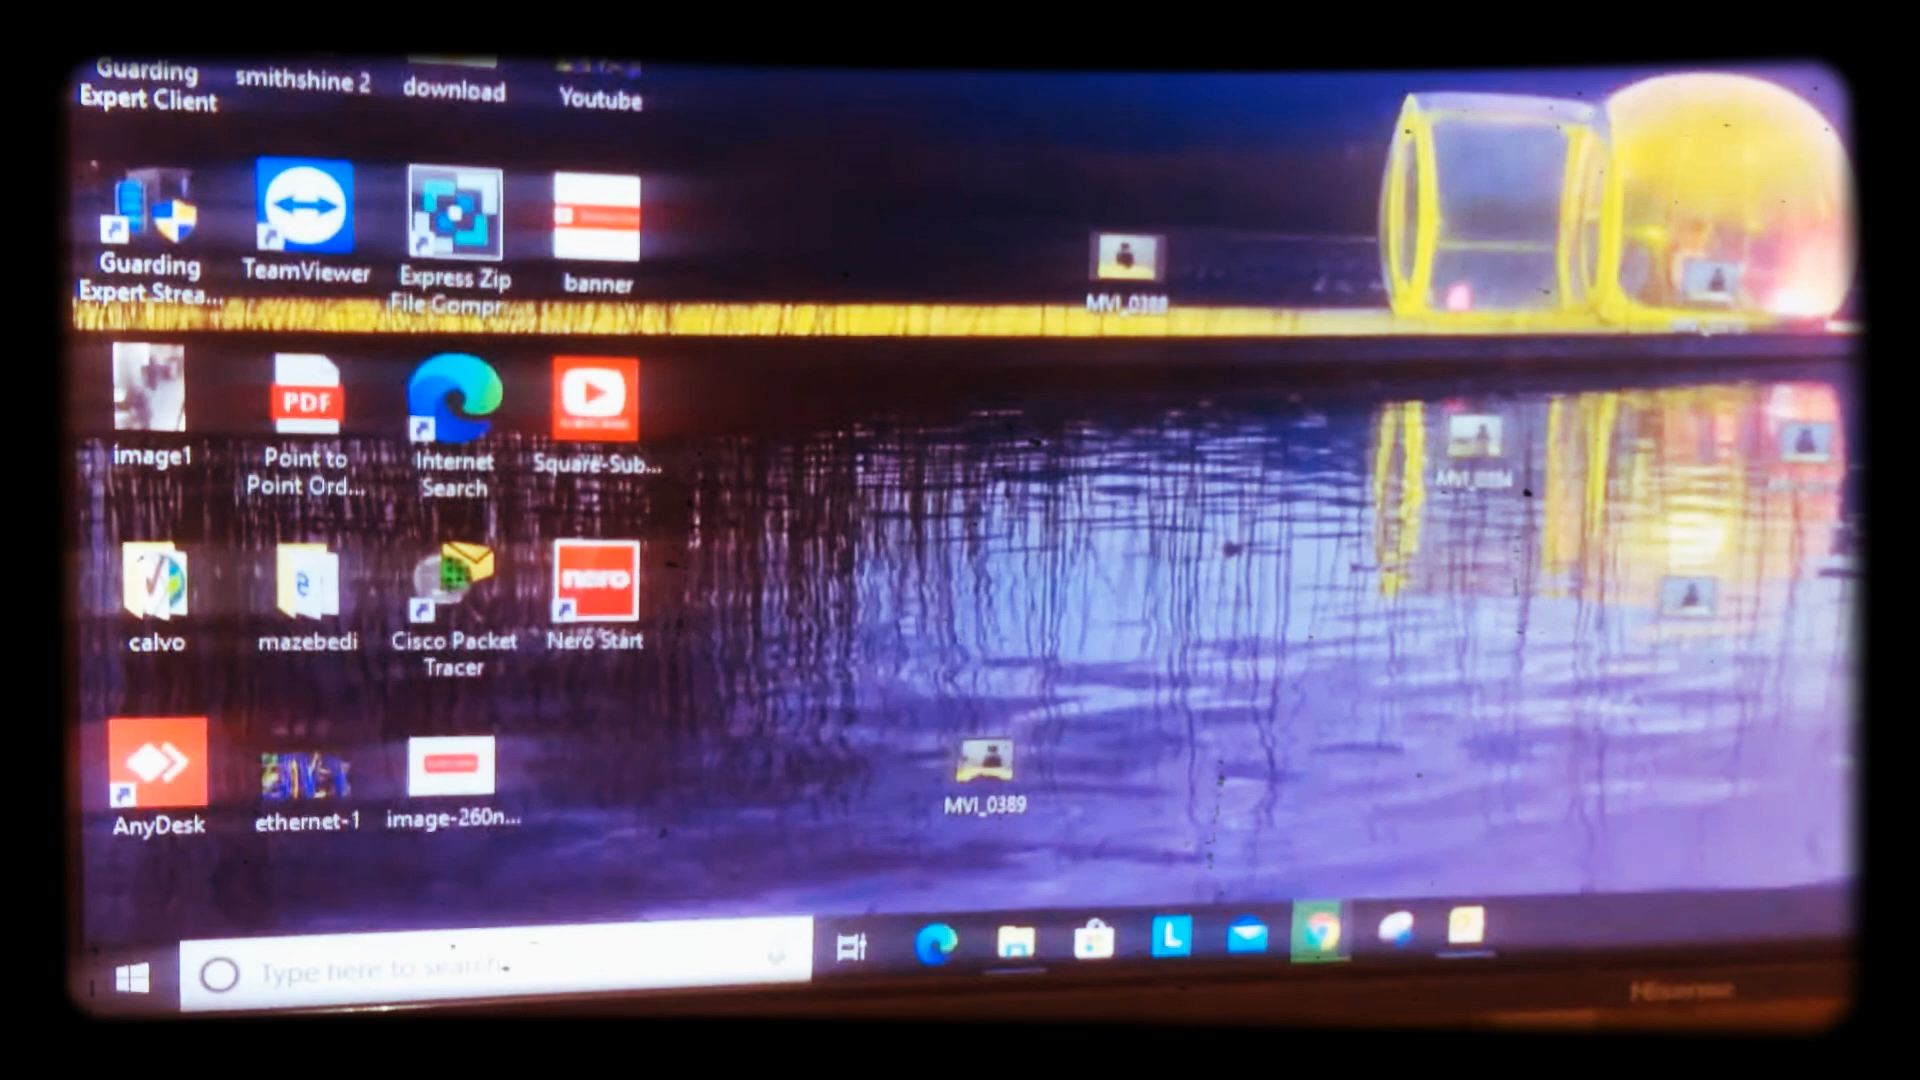 Guarding
Expert Client
smithshine 2
download
Youtube
Guarding
Expert Strea...
TeamViewer
Express Zip
File Compr...
banner
MVI_0388
image1
PDF
Point to
Point Ord...
Internet
Search
Square-Sub...
calvo
mazebedi
Cisco Packet
Tracer
nero
Nero Start
AnyDesk
ethernet-1
image-260n...
MVI_0389
Type here to search
L
Hisense